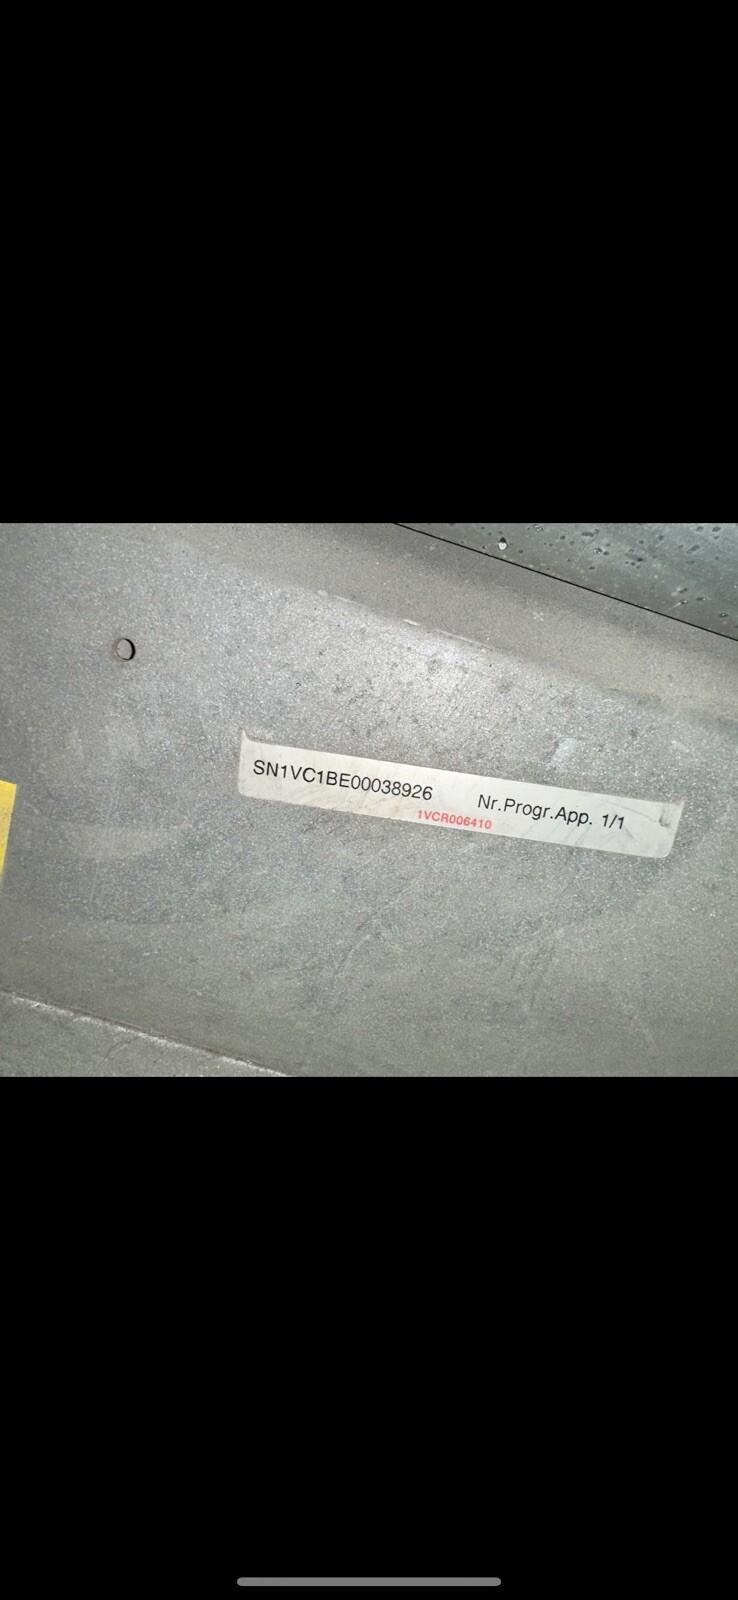 SN1VC1BE00038926 Nr.Progr.App. 1/1
1VCR006410